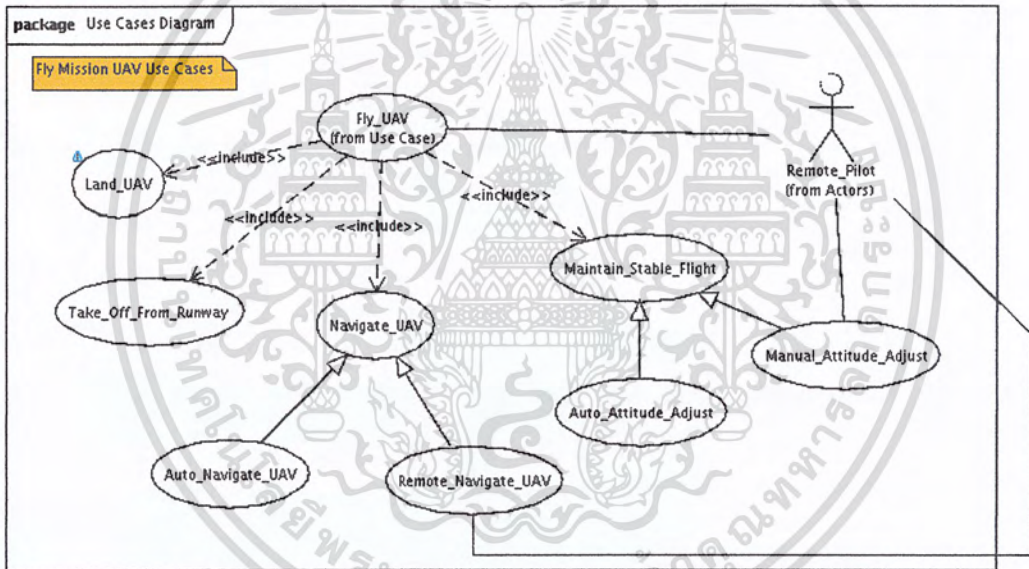 package Use Cases Diagram
Fly Mission UAV Use Cases
Fly_UAV
(from Use Case)
Remote_Pilot
(from Actors)
<<include>>
Land_UAV
<<include>>
<<include>>
<<include>>
Maintain_Stable_Flight
Take_Off_From_Runway
Navigate_UAV
Manual_Attitude_Adjust
Auto_Attitude_Adjust
Auto_Navigate_UAV
Remote_Navigate_UAV